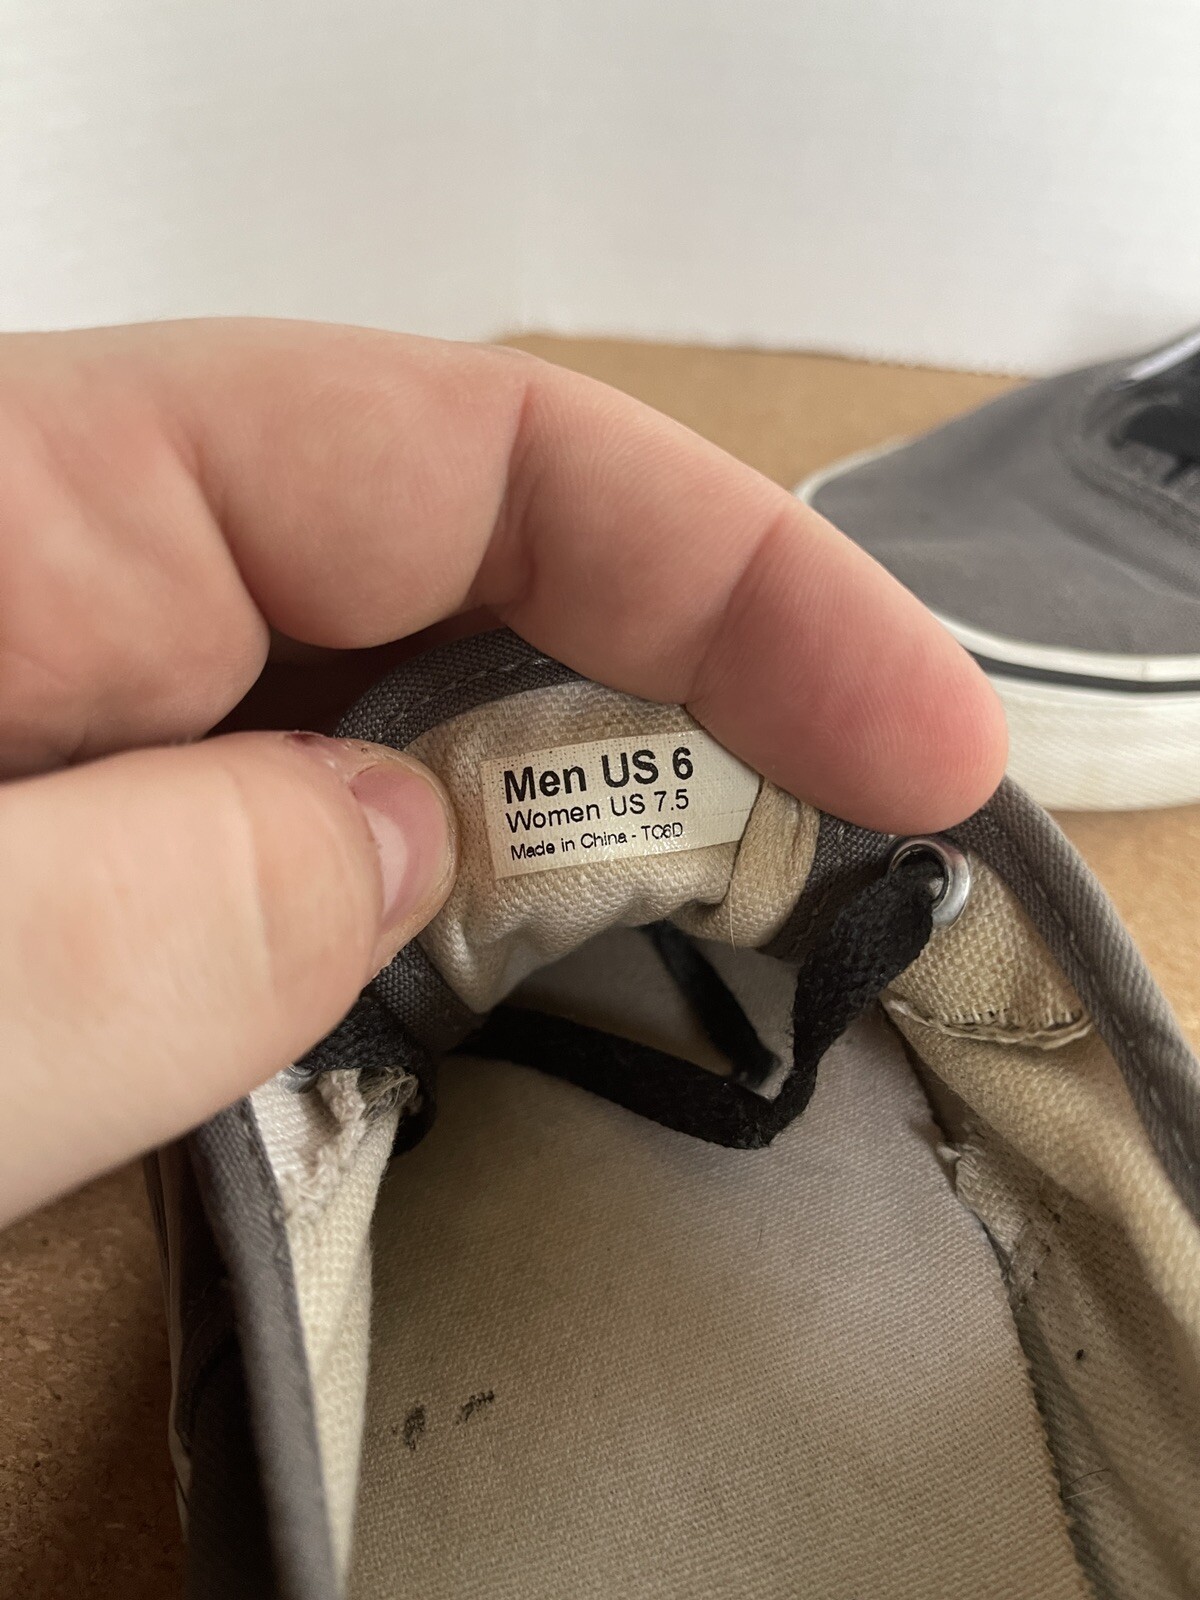 Men US 6
Women US 7.5
Made in China - TC6D